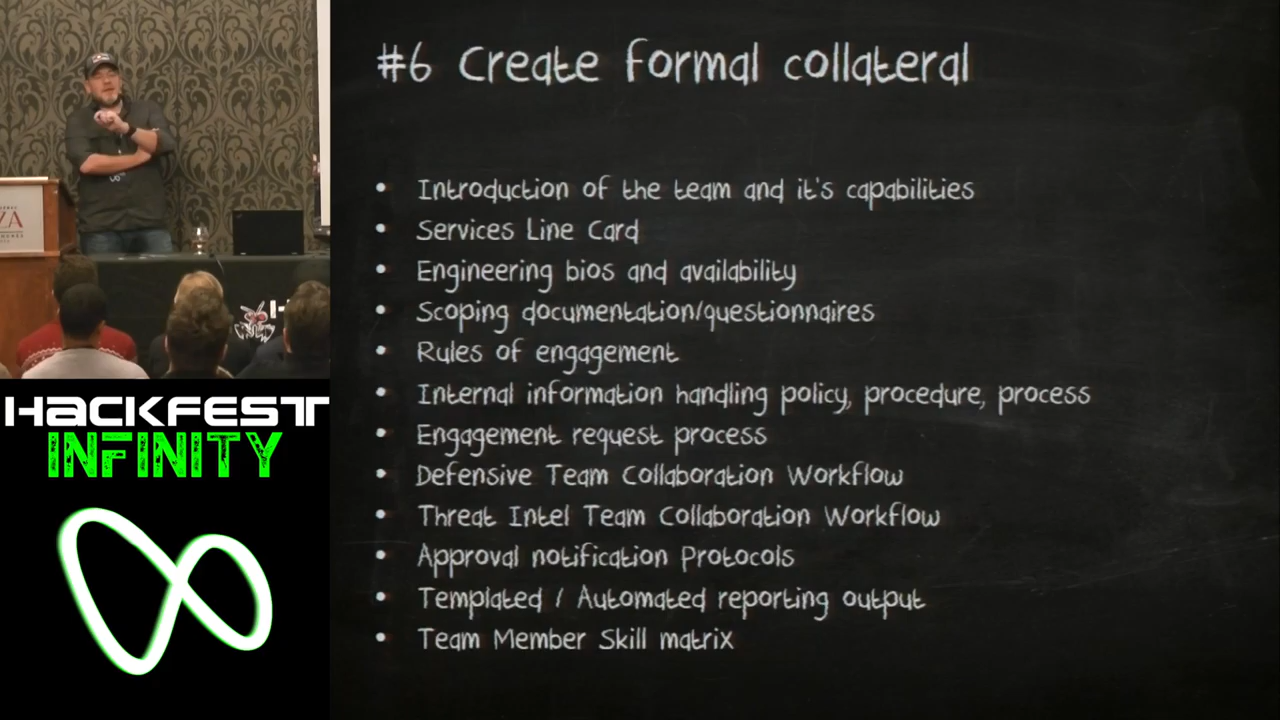 #6 Create formal collateral
• Introduction of the team and it's capabilities
• Services Line Card
• Engineering bios and availability
• Scoping documentation/questionnaires
• Rules of engagement
• Internal information handling policy, procedure, process
• Engagement request process
• Defensive Team Collaboration Workflow
• Threat Intel Team Collaboration Workflow
• Approval notification Protocols
• Templated / Automated reporting output
• Team Member Skill matrix
ZA
H
HACKFEST
INFINITY